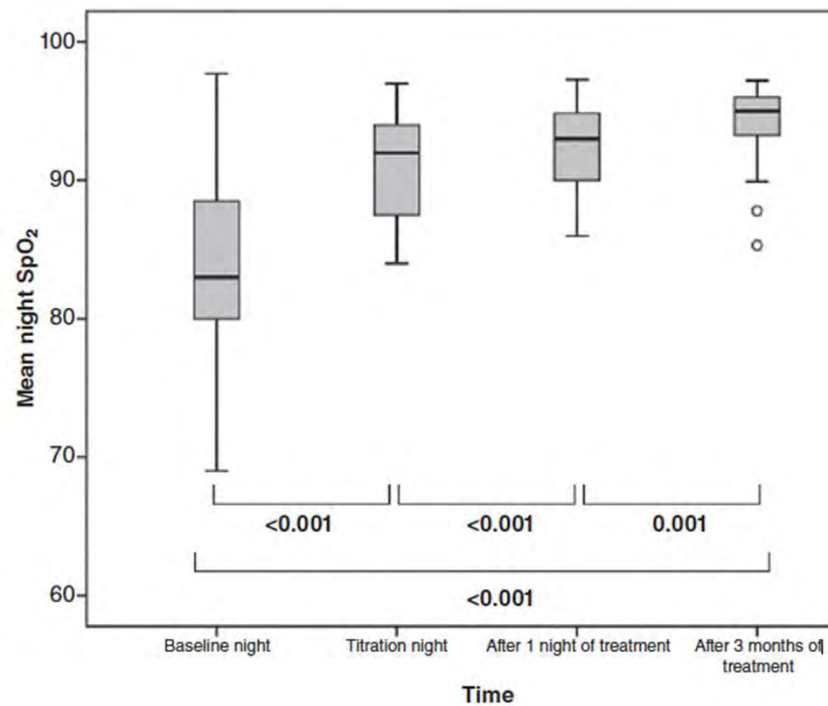 100
90
80
70
60
Mean night SpO₂
<0.001
<0.001
0.001
<0.001
Baseline night
Titration night
After 1 night of treatment
After 3 months of
treatment
Time